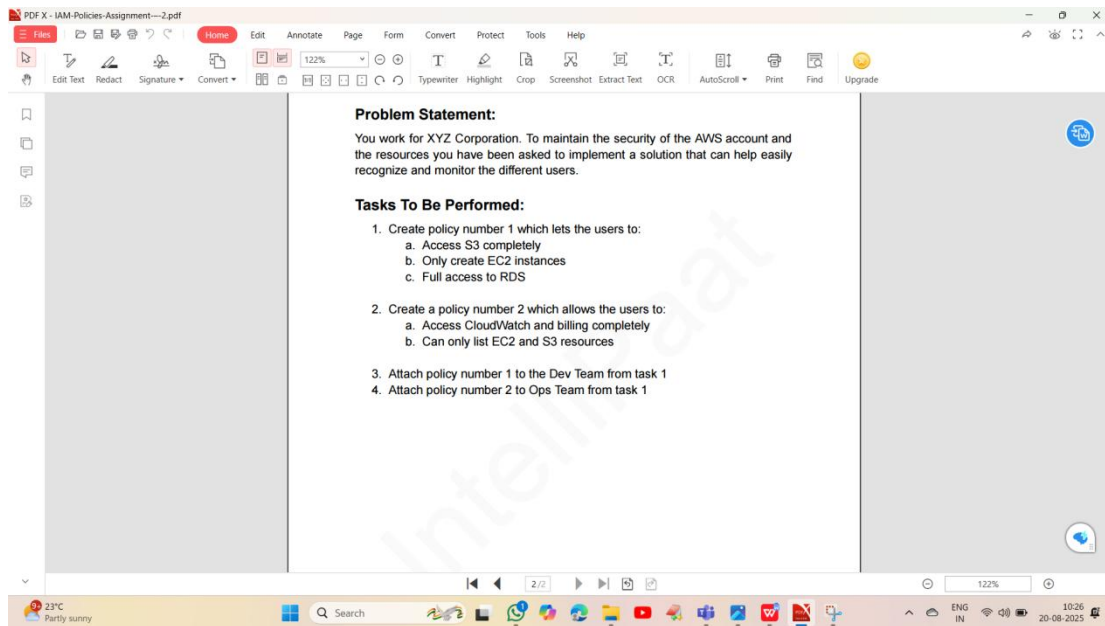 PDF X - IAM-Policies-Assignment----2.pdf
Files
Home
Edit
Annotate
Page
Form
Convert
Protect
Tools
Help
122%
Edit Text
Redact
Signature
Convert
Typewriter
Highlight
Crop
Screenshot
Extract Text
OCR
AutoScroll
Print
Find
Upgrade
Problem Statement:
You work for XYZ Corporation. To maintain the security of the AWS account and
the resources you have been asked to implement a solution that can help easily
recognize and monitor the different users.
Tasks To Be Performed:
1. Create policy number 1 which lets the users to:
a. Access S3 completely
b. Only create EC2 instances
c. Full access to RDS
2. Create a policy number 2 which allows the users to:
a. Access CloudWatch and billing completely
b. Can only list EC2 and S3 resources
3. Attach policy number 1 to the Dev Team from task 1
4. Attach policy number 2 to Ops Team from task 1
Intellipaat
2/2
122%
23°C
Partly sunny
Search
ENG
IN
10:26
20-08-2025